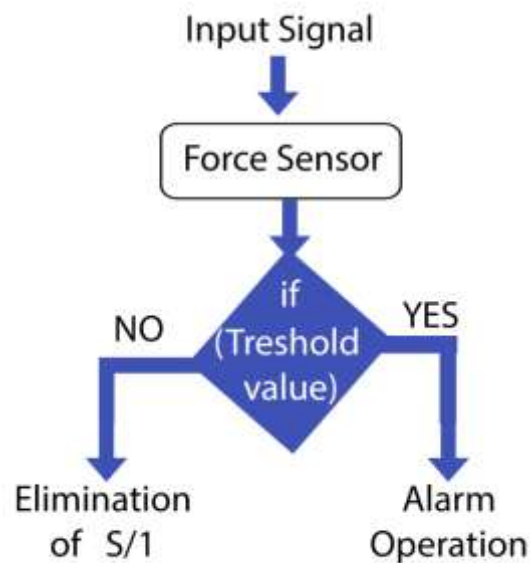 Input Signal
Force Sensor
if
(Treshold
value)
NO
YES
Elimination
of S/1
Alarm
Operation